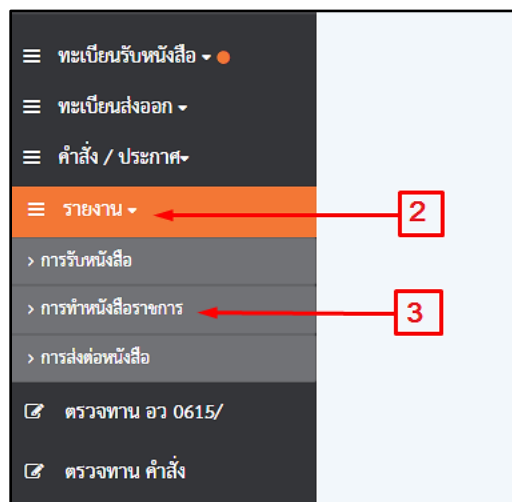 ทะเบียนรับหนังสือ
ทะเบียนส่งออก
คำสั่ง / ประกาศ
รายงาน
2
> การรับหนังสือ
> การทำหนังสือราชการ
3
> การส่งต่อหนังสือ
ตรวจทาน อว 0615/
ตรวจทาน คำสั่ง